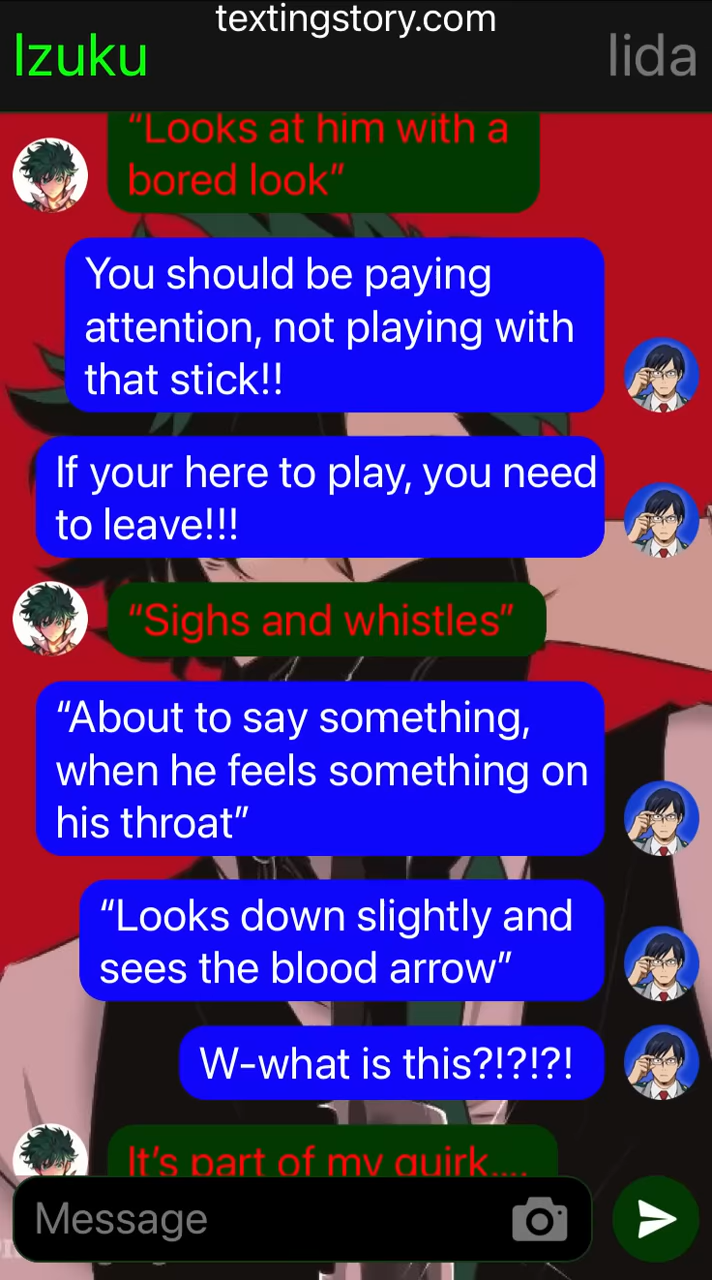 textingstory.com
Izuku
Iida
“Looks at him with a
bored look”
You should be paying
attention, not playing with
that stick!!
If your here to play, you need
to leave!!!
“Sighs and whistles”
“About to say something,
when he feels something on
his throat”
“Looks down slightly and
sees the blood arrow”
W-what is this?!?!?!
It’s part of my quirk....
Message